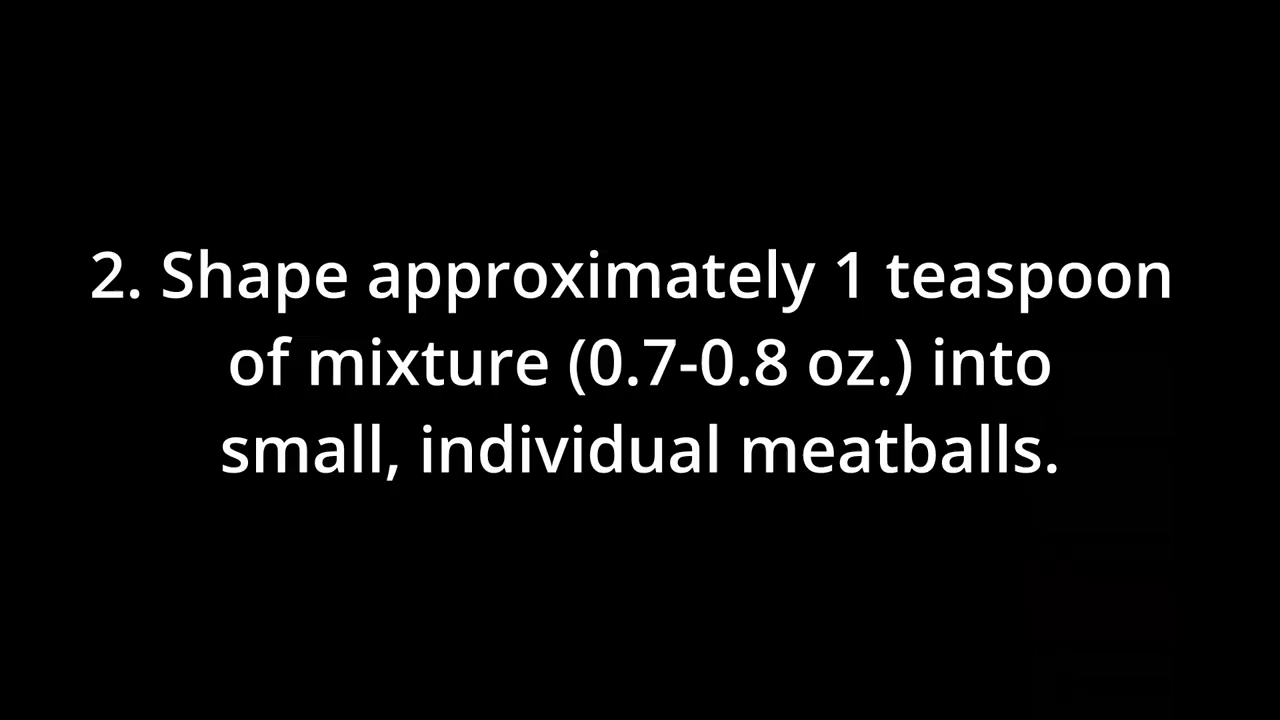 2. Shape approximately 1 teaspoon
of mixture (0.7-0.8 oz.) into
small, individual meatballs.